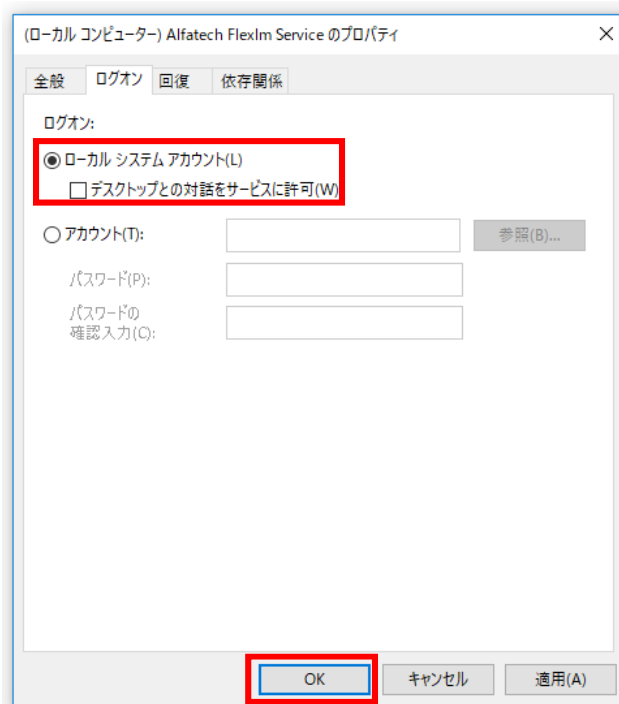 (ローカル コンピューター) Alfatech Flexlm Service のプロパティ
全般 ログオン 回復 依存関係
ログオン:
ローカル システム アカウント(L)
デスクトップとの対話をサービスに許可(W)
アカウント(T): 参照(B)...
パスワード(P):
パスワードの
確認入力(C):
OK キャンセル 適用(A)